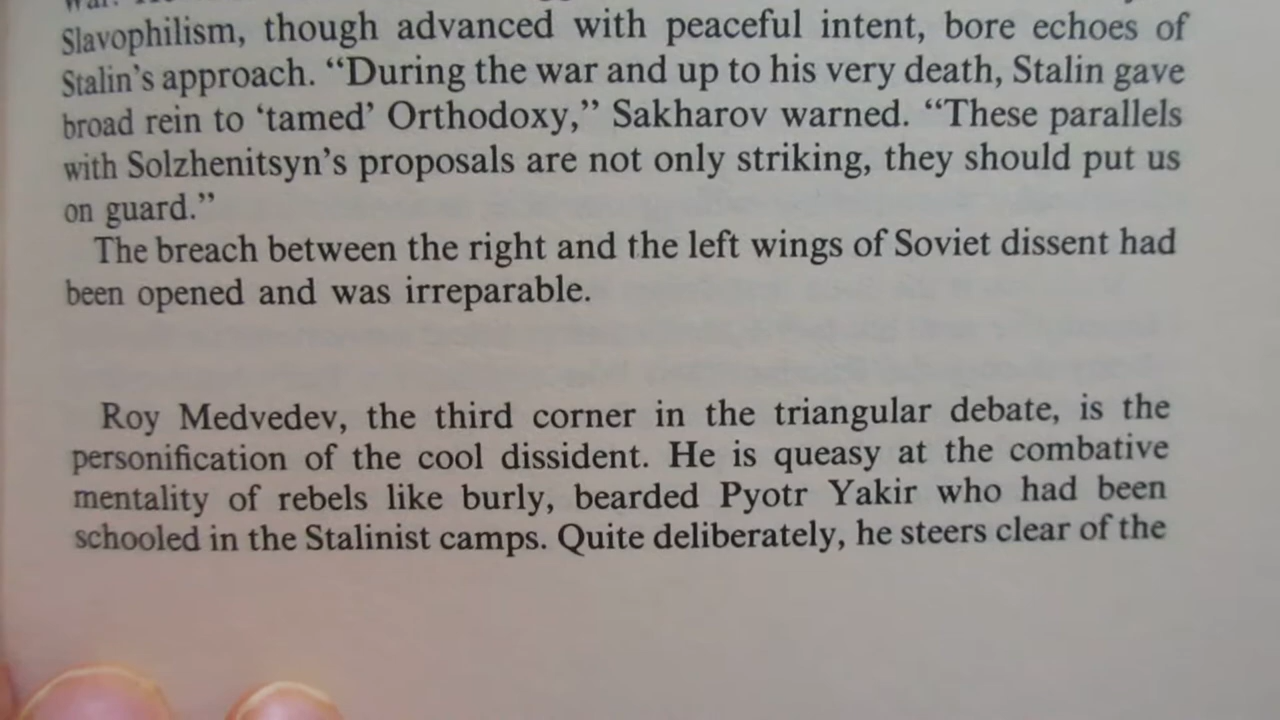 Slavophilism, though advanced with peaceful intent, bore echoes of
Stalin's approach. “During the war and up to his very death, Stalin gave
broad rein to ‘tamed’ Orthodoxy,” Sakharov warned. “These parallels
with Solzhenitsyn's proposals are not only striking, they should put us
on guard.”
The breach between the right and the left wings of Soviet dissent had
been opened and was irreparable.
Roy Medvedev, the third corner in the triangular debate, is the
personification of the cool dissident. He is queasy at the combative
mentality of rebels like burly, bearded Pyotr Yakir who had been
schooled in the Stalinist camps. Quite deliberately, he steers clear of the